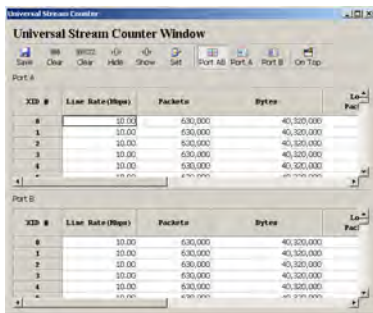 Universal Stream Counter
Universal Stream Counter Window
Save Clear Clear Hide Show Set Port AB Port A Port B On Top
Port A
XID # Line Rate(Mbps) Packets Bytes Lo
Pac
0 10.00 630,000 40,320,000
1 10.00 630,000 40,320,000
2 10.00 630,000 40,320,000
3 10.00 630,000 40,320,000
4 10.00 630,000 40,320,000
Port B
XID # Line Rate(Mbps) Packets Bytes Lo
Pac
0 10.00 630,000 40,320,000
1 10.00 630,000 40,320,000
2 10.00 630,000 40,320,000
3 10.00 630,000 40,320,000
4 10.00 630,000 40,320,000